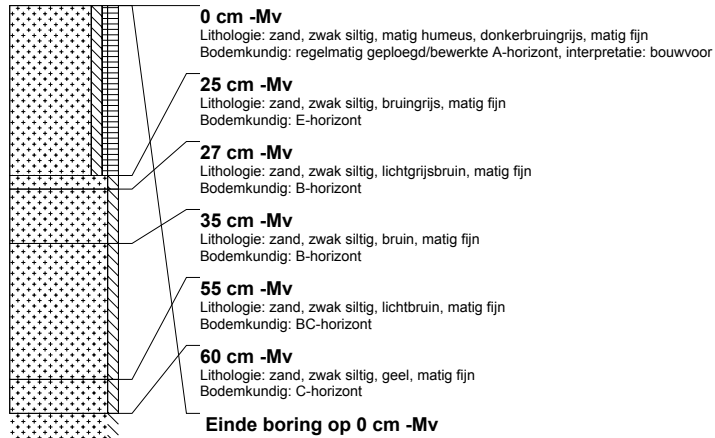 0 cm -Mv
Lithologie: zand, zwak siltig, matig humeus, donkerbruingrijs, matig fijn
Bodemkundig: regelmatig geploegd/bewerkte A-horizont, interpretatie: bouwvoor
25 cm -Mv
Lithologie: zand, zwak siltig, bruingrijs, matig fijn
Bodemkundig: E-horizont
27 cm -Mv
Lithologie: zand, zwak siltig, lichtgrijsbruin, matig fijn
Bodemkundig: B-horizont
35 cm -Mv
Lithologie: zand, zwak siltig, bruin, matig fijn
Bodemkundig: B-horizont
55 cm -Mv
Lithologie: zand, zwak siltig, lichtbruin, matig fijn
Bodemkundig: BC-horizont
60 cm -Mv
Lithologie: zand, zwak siltig, geel, matig fijn
Bodemkundig: C-horizont
Einde boring op 0 cm -Mv